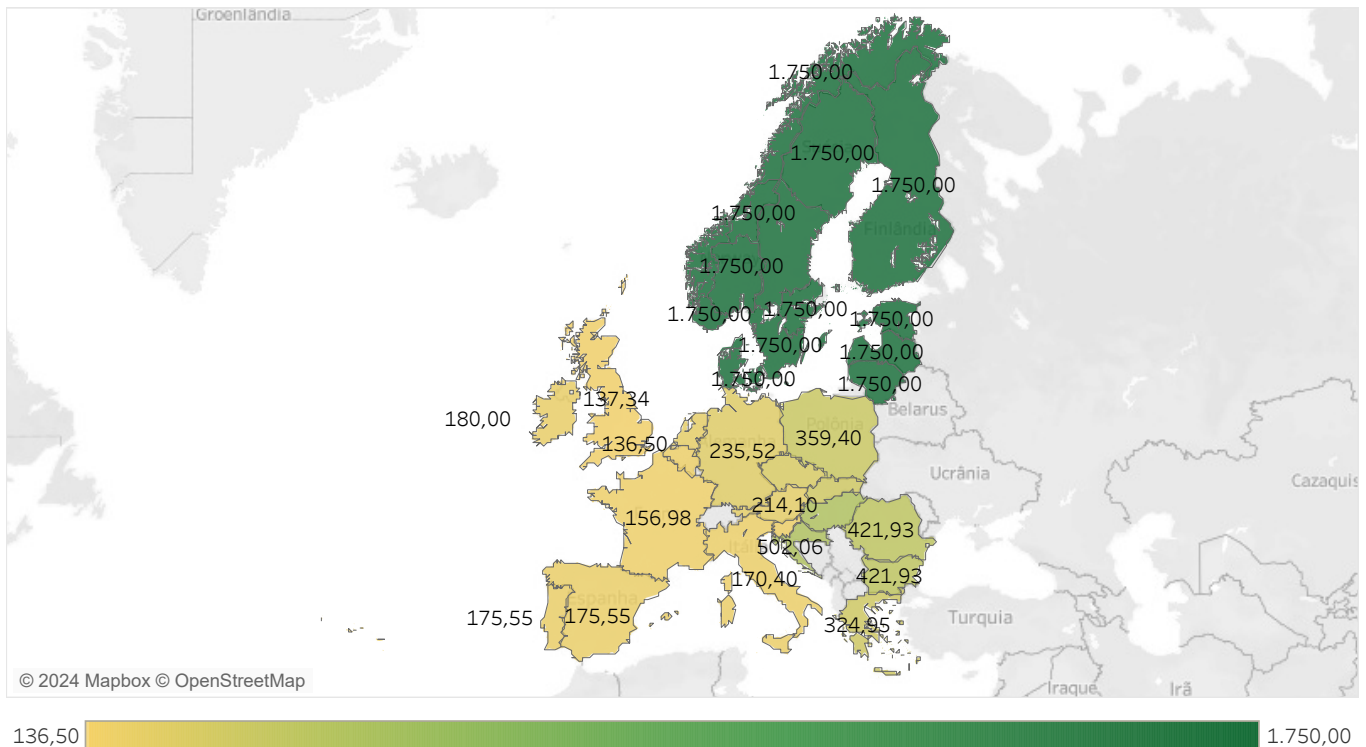 Groenlândia
1.750,00
1.750,00
1.750,00
1.750,00
Finlândia
1.750,00
1.750,00
1.750,00
1.750,00
1.750,00
1.750,00
1.750,00
1.750,00
137,34
180,00
Belarus
359,40
136,50
235,52
Ucrânia
Cazaquis
214,10
156,98
421,93
502,06
170,40
421,93
Espanha
175,55
175,55
324,95
Turquia
© 2024 Mapbox © OpenStreetMap
Iraque
Irã
136,50
1.750,00